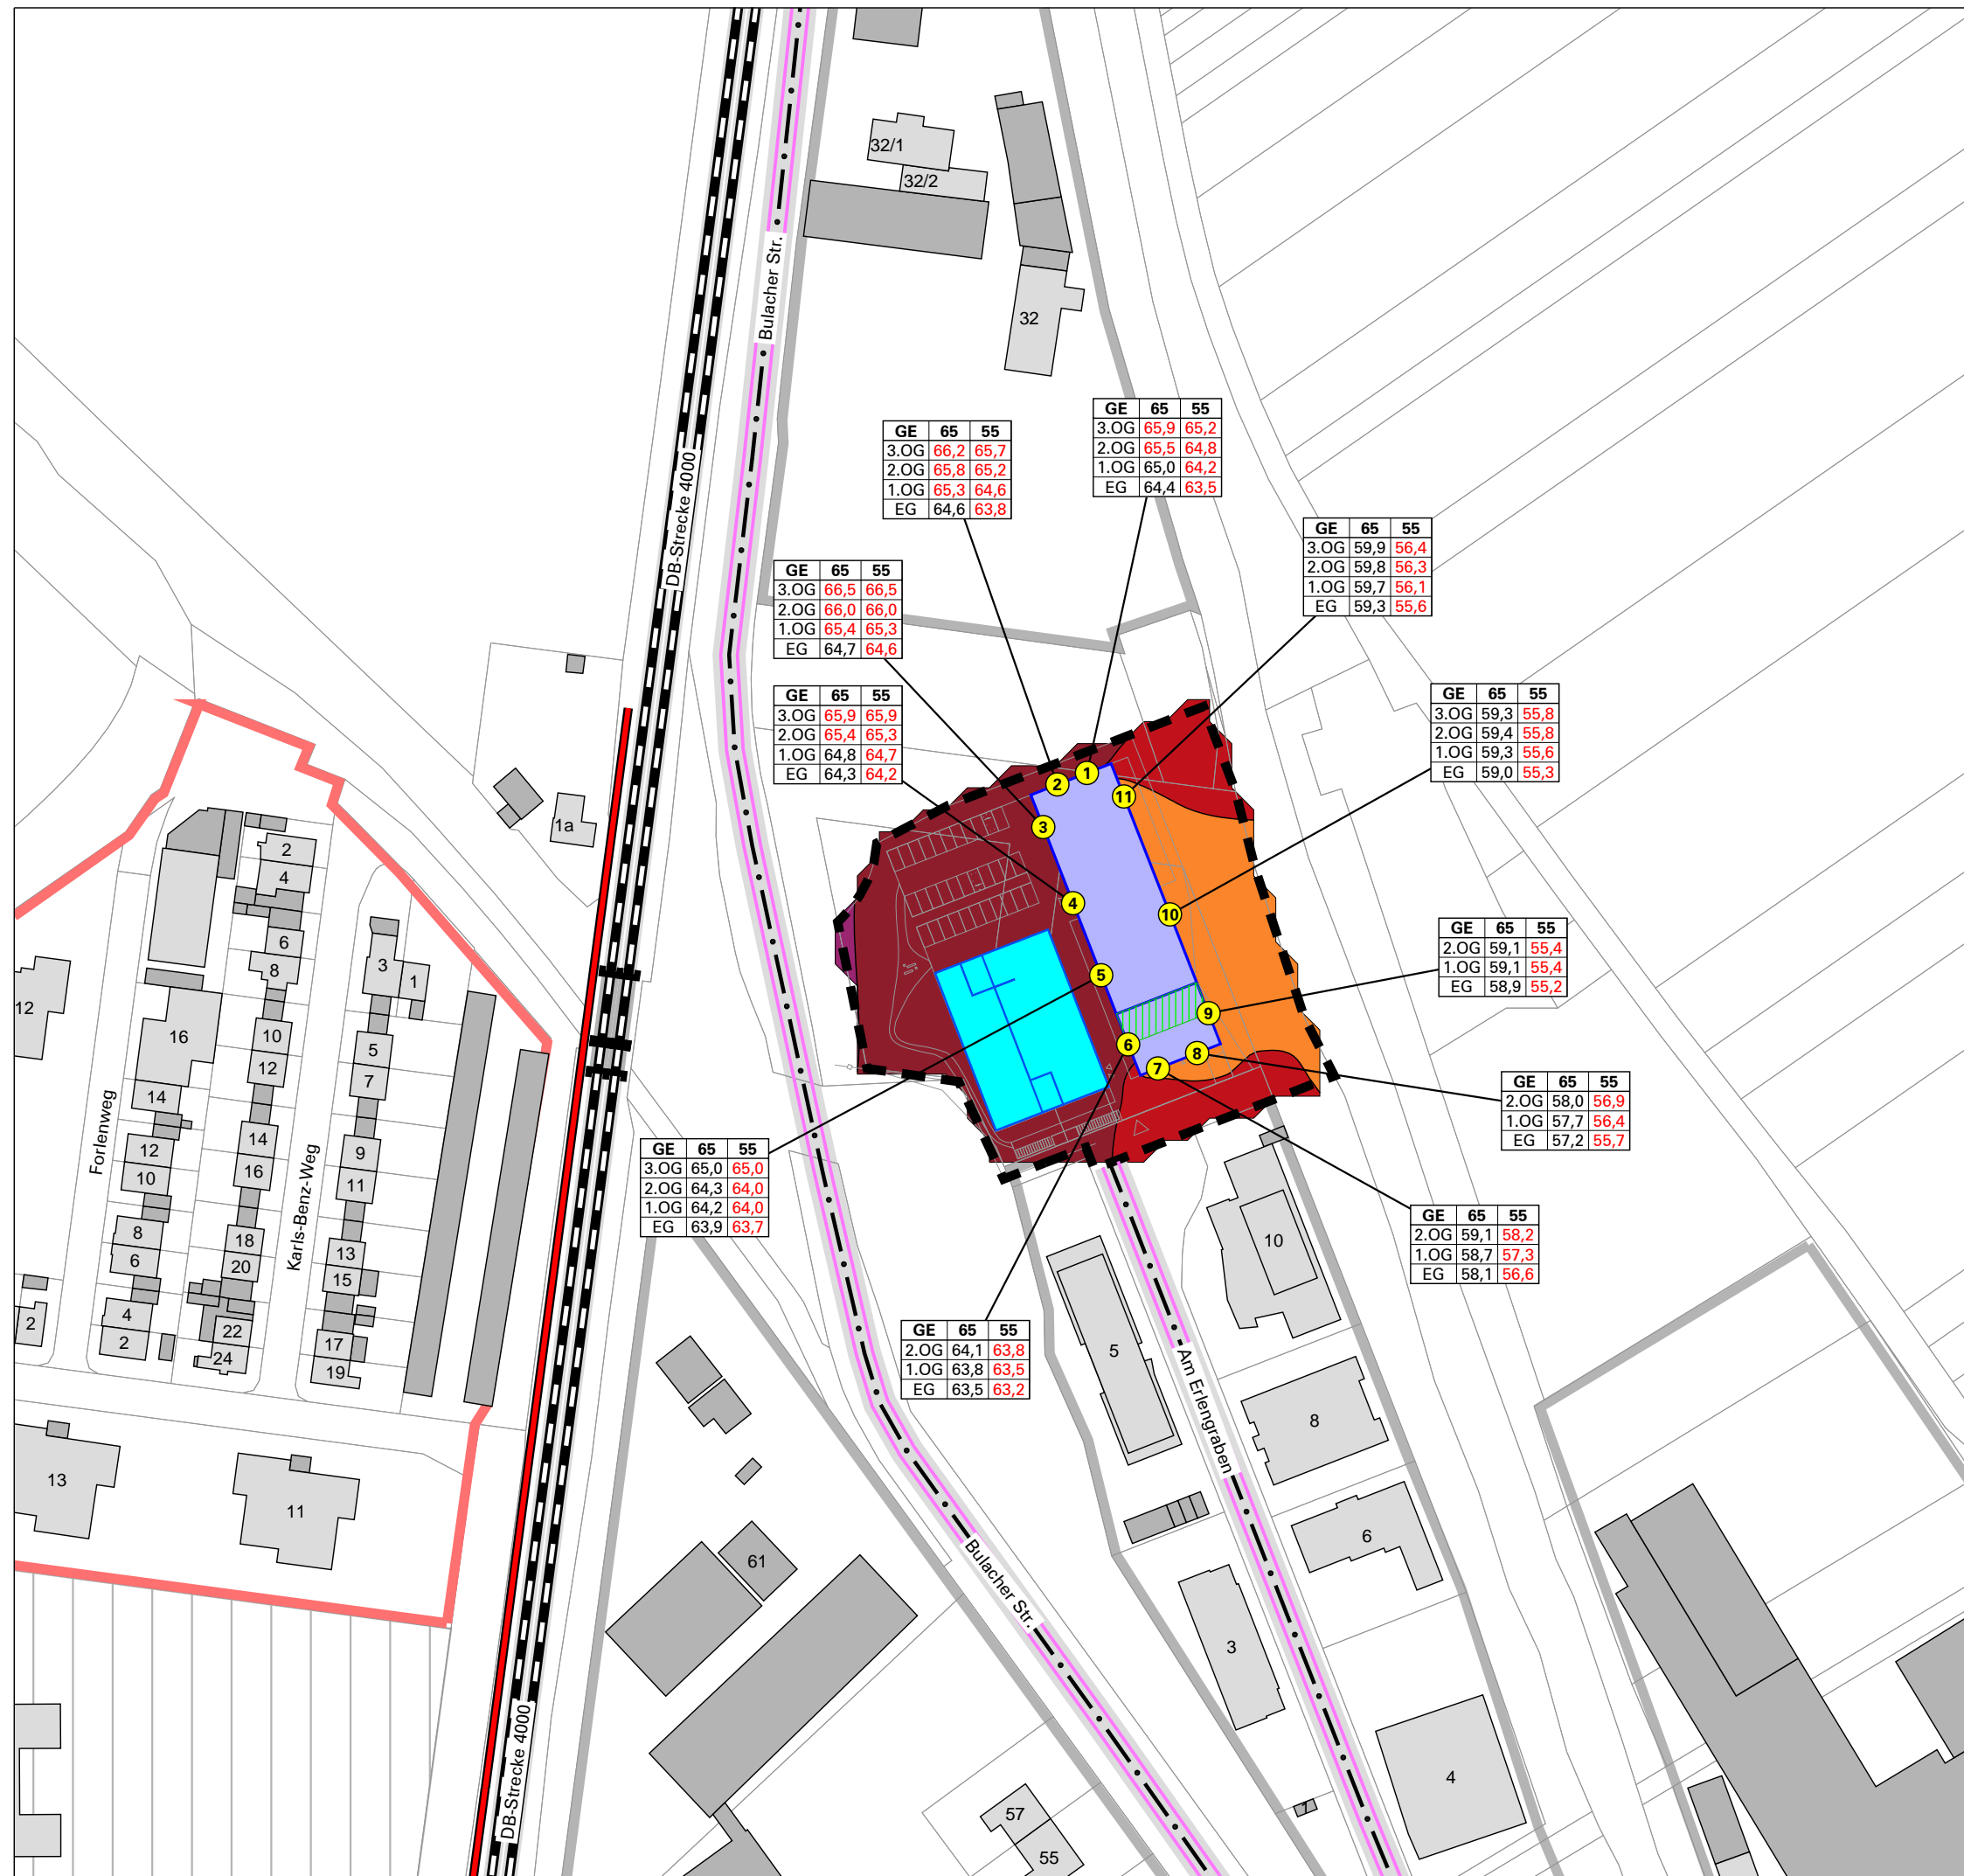 32/1
32/2
Bulacher Str.
32
GE 65 55
3.OG 65,9 65,2
2.OG 65,5 64,8
1.OG 65,0 64,2
EG 64,4 63,5
GE 65 55
3.OG 66,2 65,7
2.OG 65,8 65,2
1.OG 65,3 64,6
EG 64,6 63,8
DB-Strecke 4000
GE 65 55
3.OG 59,9 56,4
2.OG 59,8 56,3
1.OG 59,7 56,1
EG 59,3 55,6
GE 65 55
3.OG 66,5 66,5
2.OG 66,0 66,0
1.OG 65,4 65,3
EG 64,7 64,6
GE 65 55
3.OG 65,9 65,9
2.OG 65,4 65,3
1.OG 64,8 64,7
EG 64,3 64,2
GE 65 55
3.OG 59,3 55,8
2.OG 59,4 55,8
1.OG 59,3 55,6
EG 59,0 55,3
1
2
11
3
4
10
5
9
6
8
7
1a
2
4
6
8
3
1
12
16
10
12
5
7
14
12
10
14
16
9
11
8
6
18
20
13
15
4
2
2
22
24
17
19
Forlenweg
Karls-Benz-Weg
GE 65 55
2.OG 59,1 55,4
1.OG 59,1 55,4
EG 58,9 55,2
GE 65 55
2.OG 58,0 56,9
1.OG 57,7 56,4
EG 57,2 55,7
GE 65 55
3.OG 65,0 65,0
2.OG 64,3 64,0
1.OG 64,2 64,0
EG 63,9 63,7
GE 65 55
2.OG 59,1 58,2
1.OG 58,7 57,3
EG 58,1 56,6
GE 65 55
2.OG 64,1 63,8
1.OG 63,8 63,5
EG 63,5 63,2
10
5
Am Erlengraben
8
13
11
6
61
Bulacher Str.
3
DB-Strecke 4000
4
57
55